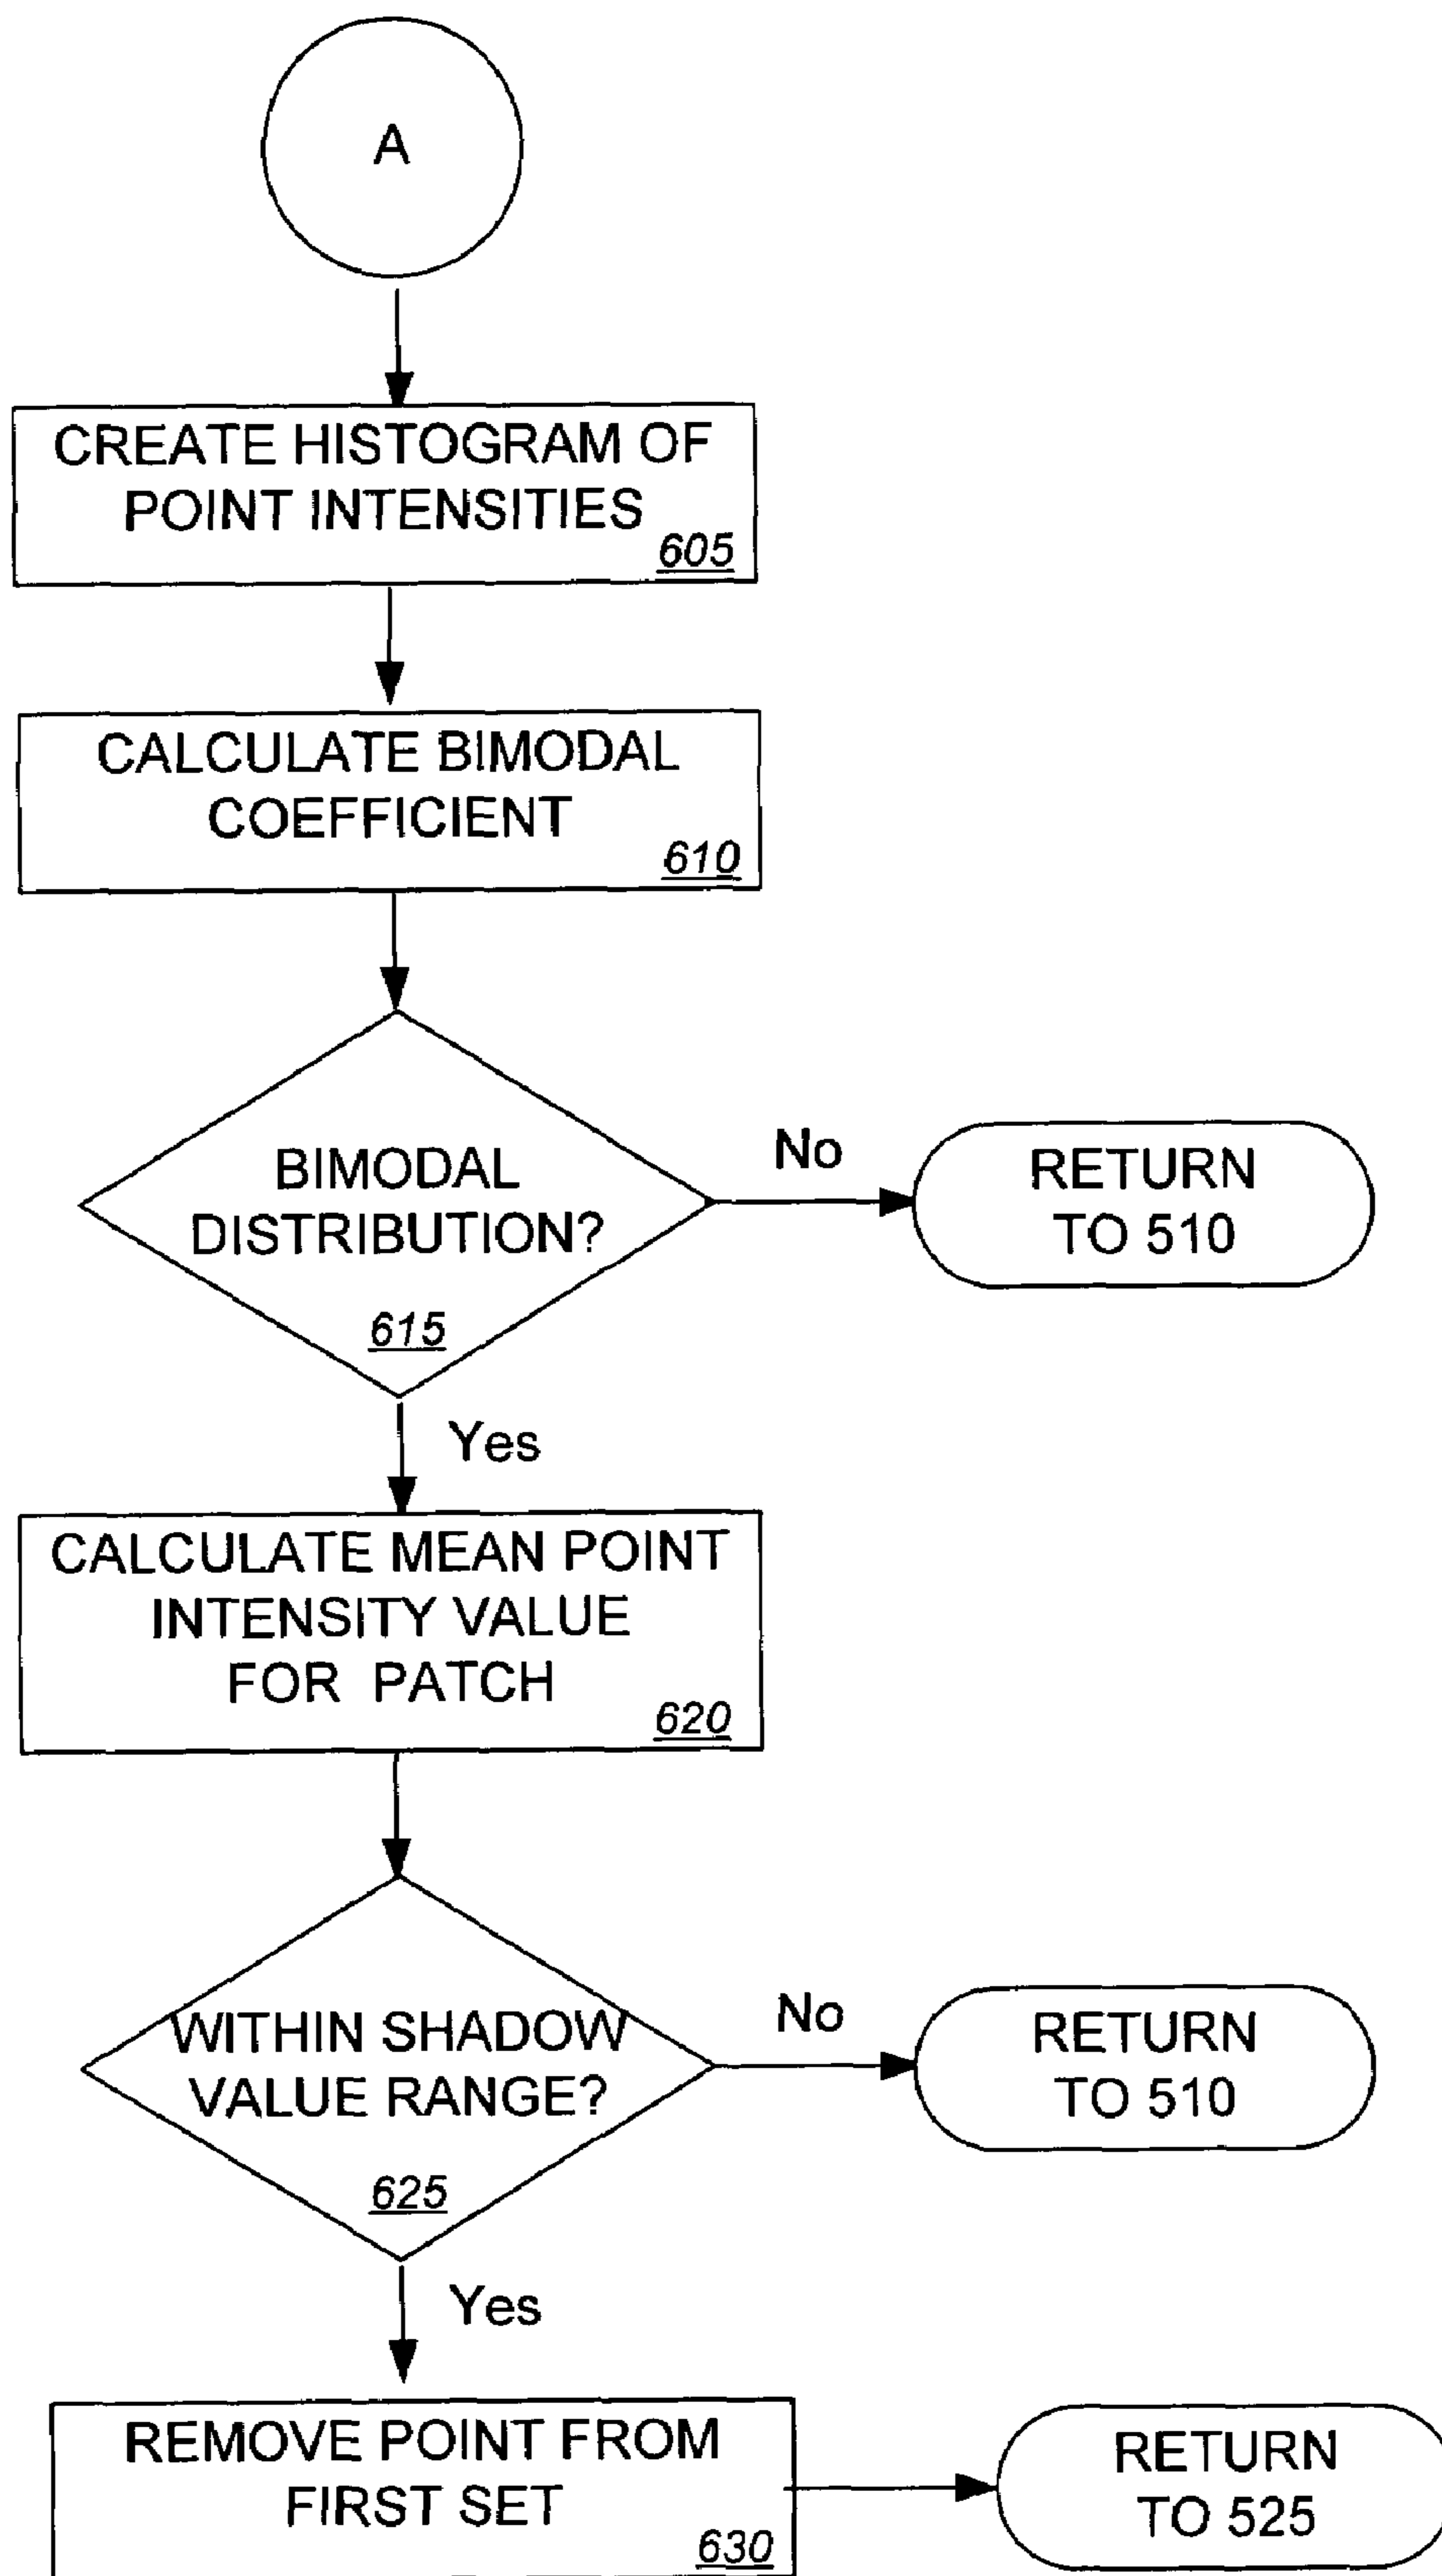 A
CREATE HISTOGRAM OF
POINT INTENSITIES
605
CALCULATE BIMODAL
COEFFICIENT
610
BIMODAL
DISTRIBUTION?
615
No
RETURN
TO 510
Yes
CALCULATE MEAN POINT
INTENSITY VALUE
FOR PATCH
620
WITHIN SHADOW
VALUE RANGE?
625
No
RETURN
TO 510
Yes
REMOVE POINT FROM
FIRST SET
630
RETURN
TO 525